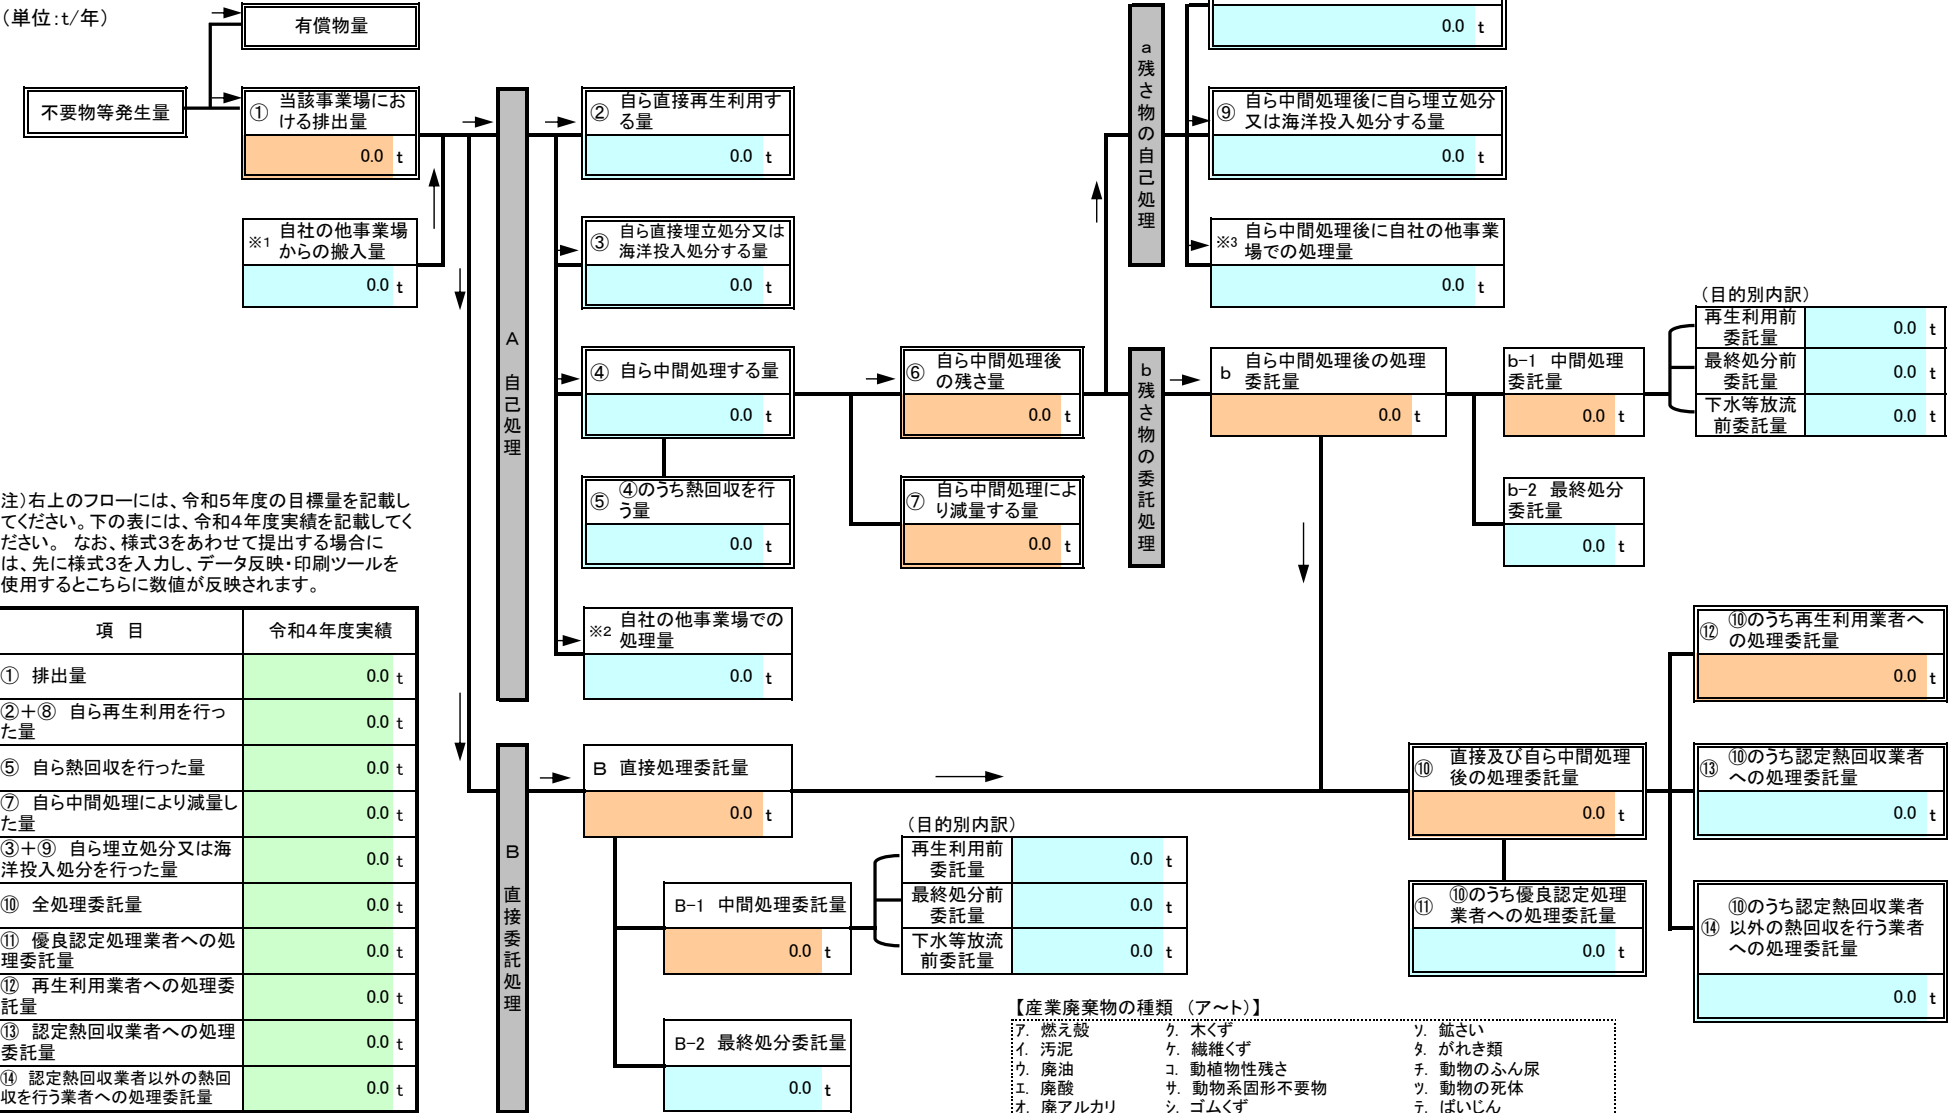 （単位：t/年）
有償物量
不要物等発生量
① 当該事業場にお
ける排出量
0.0 t
※1 自社の他事業場
からの搬入量
0.0 t
A 自己処理
② 自ら直接再生利用す
る量
0.0 t
③ 自ら直接埋立処分又は
海洋投入処分する量
0.0 t
④ 自ら中間処理する量
0.0 t
⑤ ④のうち熱回収を行
う量
0.0 t
※2 自社の他事業場での
処理量
0.0 t
⑥ 自ら中間処理後
の残さ量
0.0 t
⑦ 自ら中間処理によ
り減量する量
0.0 t
a 残さ物の自己処理
0.0 t
⑨ 自ら中間処理後に自ら埋立処分
又は海洋投入処分する量
0.0 t
※3 自ら中間処理後に自社の他事業
場での処理量
0.0 t
b 残さ物の委託処理
b 自ら中間処理後の処理
委託量
0.0 t
b-1 中間処理
委託量
0.0 t
（目的別内訳）
再生利用前
委託量
0.0 t
最終処分前
委託量
0.0 t
下水等放流
前委託量
0.0 t
b-2 最終処分
委託量
0.0 t
注）右上のフローには、令和５年度の目標量を記載し
てください。下の表には、令和４年度実績を記載してく
ださい。 なお、様式３をあわせて提出する場合に
は、先に様式３を入力し、データ反映・印刷ツールを
使用するとこちらに数値が反映されます。
項 目 令和４年度実績
① 排出量 0.0 t
②＋⑧ 自ら再生利用を行っ
た量 0.0 t
⑤ 自ら熱回収を行った量 0.0 t
⑦ 自ら中間処理により減量し
た量 0.0 t
③＋⑨ 自ら埋立処分又は海
洋投入処分を行った量 0.0 t
⑩ 全処理委託量 0.0 t
⑪ 優良認定処理業者への処
理委託量 0.0 t
⑫ 再生利用業者への処理委
託量 0.0 t
⑬ 認定熱回収業者への処理
委託量 0.0 t
⑭ 認定熱回収業者以外の熱回
収を行う業者への処理委託量 0.0 t
B 直接委託処理
B 直接処理委託量
0.0 t
B-1 中間処理委託量
0.0 t
（目的別内訳）
再生利用前
委託量
0.0 t
最終処分前
委託量
0.0 t
下水等放流
前委託量
0.0 t
B-2 最終処分委託量
0.0 t
⑩ 直接及び自ら中間処理
後の処理委託量
0.0 t
⑪ ⑩のうち優良認定処理
業者への処理委託量
0.0 t
⑫ ⑩のうち再生利用業者へ
の処理委託量
0.0 t
⑬ ⑩のうち認定熱回収業者
への処理委託量
0.0 t
⑭ ⑩のうち認定熱回収業者
以外の熱回収を行う業者
への処理委託量
0.0 t
【産業廃棄物の種類 （ア～ト）】
ア. 燃え殻 ク. 木くず ソ. 鉱さい
イ. 汚泥 ケ. 繊維くず タ. がれき類
ウ. 廃油 コ. 動植物性残さ チ. 動物のふん尿
エ. 廃酸 サ. 動物系固形不要物 ツ. 動物の死体
オ. 廃アルカリ シ. ゴムくず テ. ばいじん